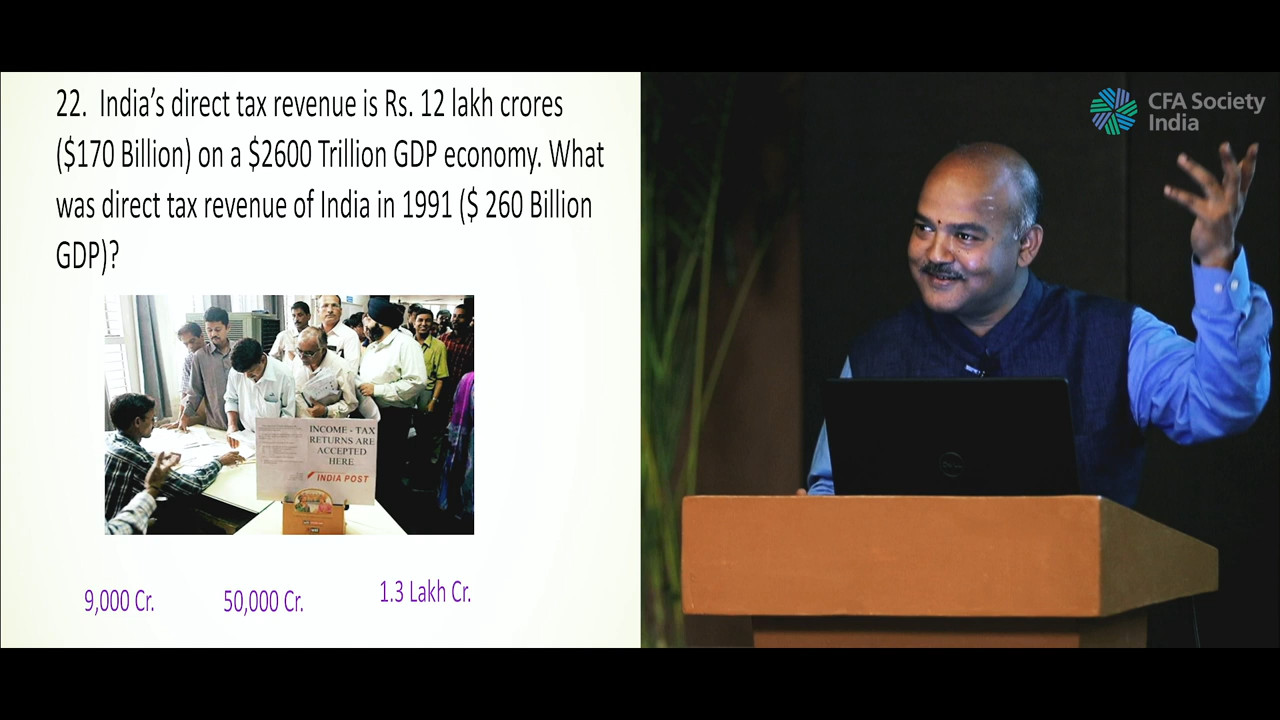 22. India's direct tax revenue is Rs. 12 lakh crores
($170 Billion) on a $2600 Trillion GDP economy. What
was direct tax revenue of India in 1991 ($ 260 Billion
GDP)?
INCOME - TAX
RETURNS ARE
ACCEPTED
HERE
INDIA POST
9,000 Cr.
50,000 Cr.
1.3 Lakh Cr.
CFA Society
India